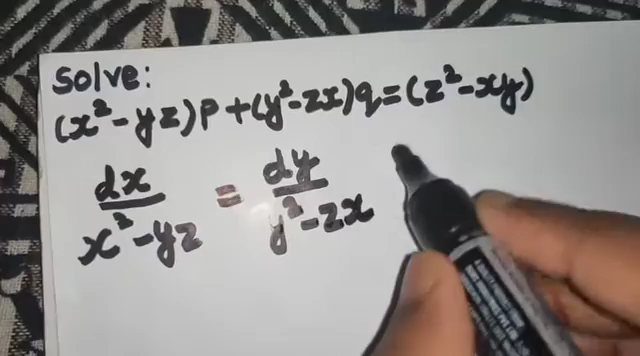 Solve:
(x²-yz)p+(y²-zx)q=(z²-xy)
dx/x²-yz = dy/y²-zx